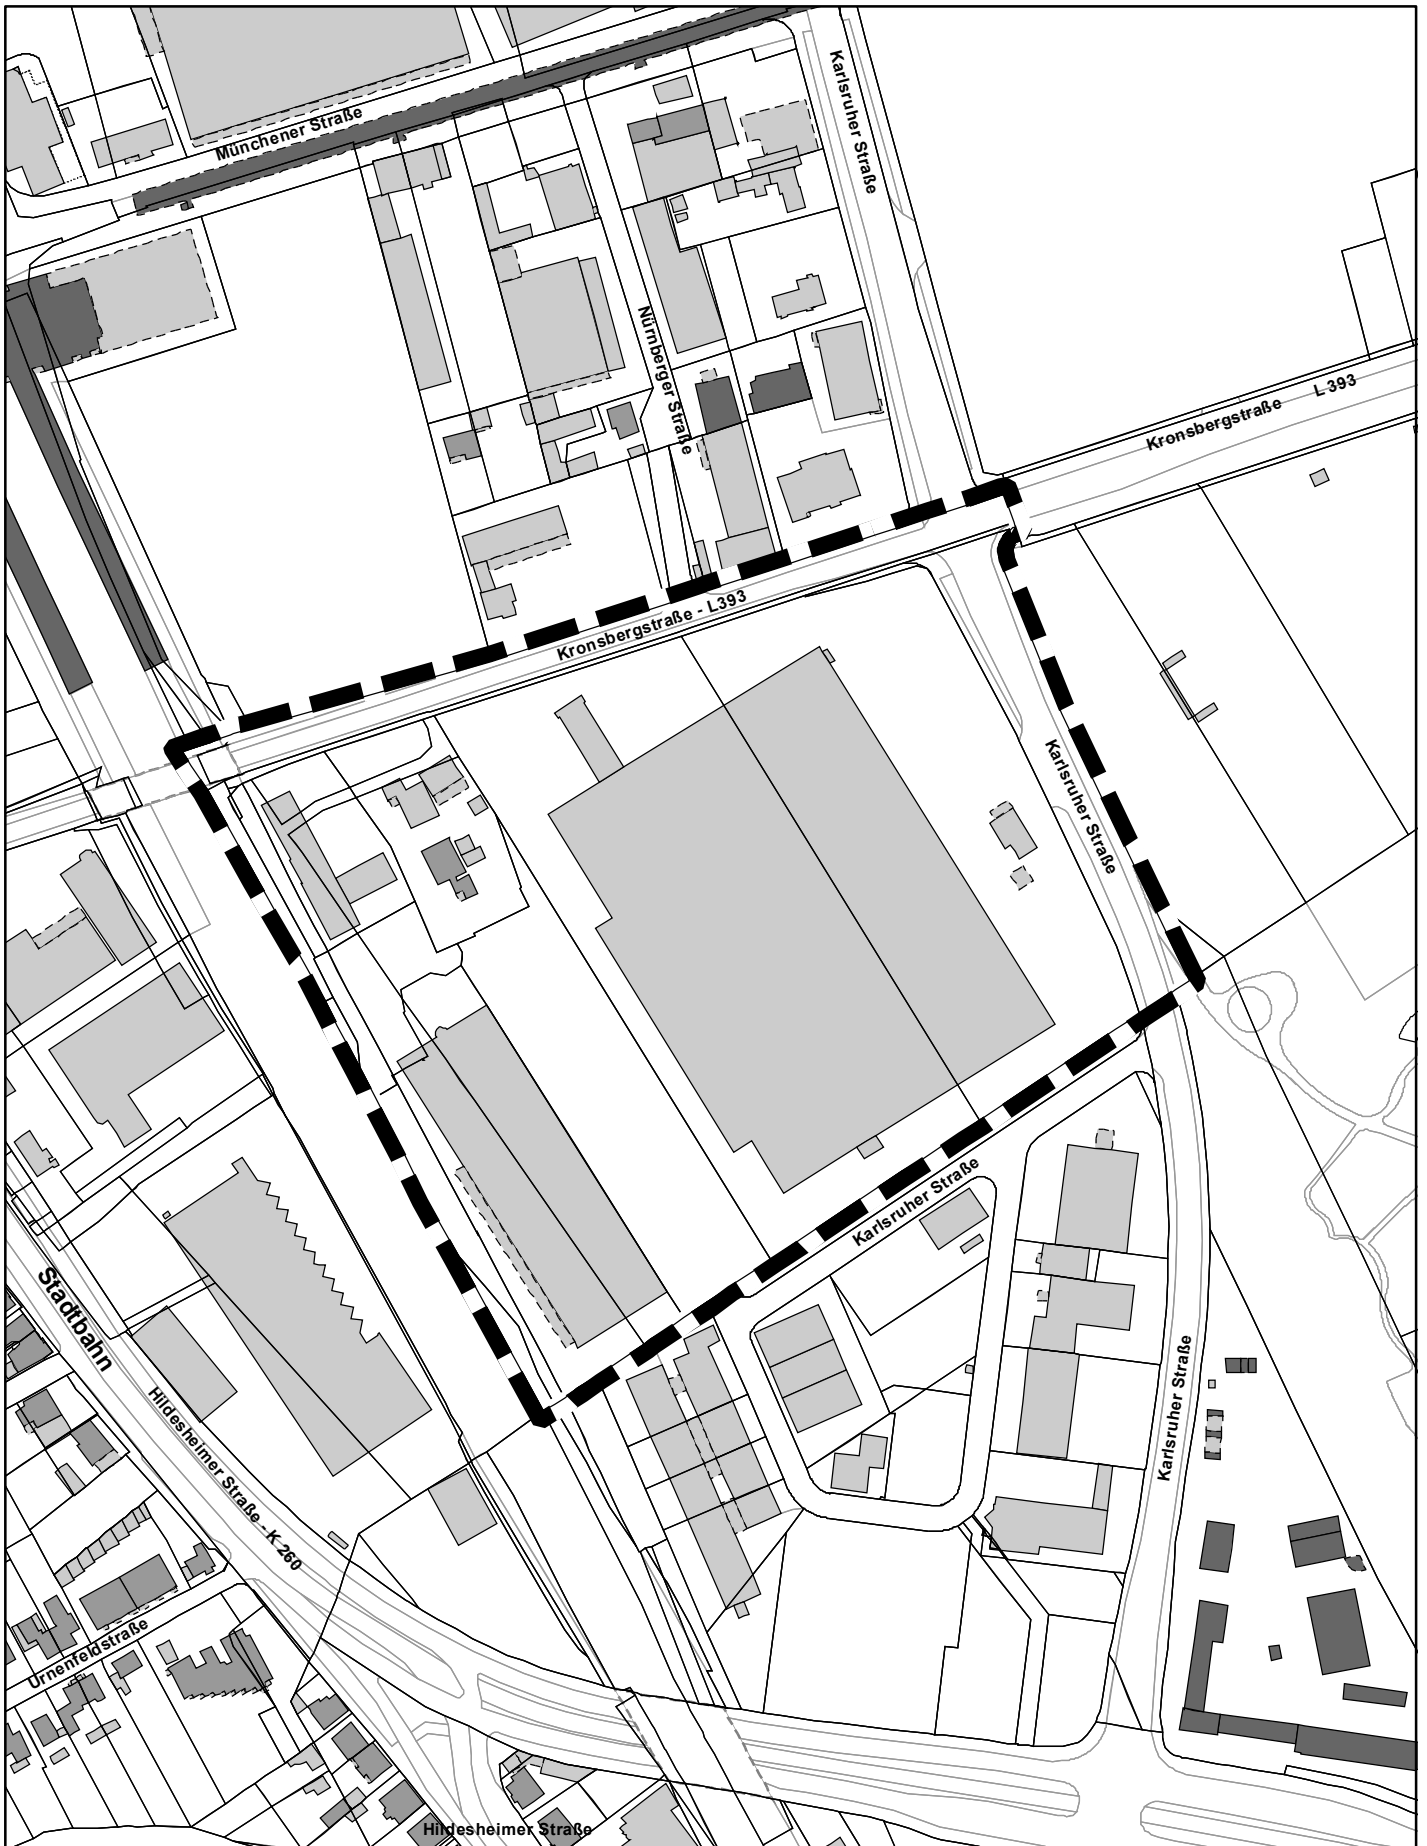 Münchener Straße
Karlsruher Straße
Nürnberger Straße
Kronsbergstraße
L 393
Kronsbergstraße - L393
Karlsruher Straße
Karlsruher Straße
Stadtbahn
Karlsruher Straße
Hildesheimer Straße - K 260
Urnenfeldstraße
Hildesheimer Straße